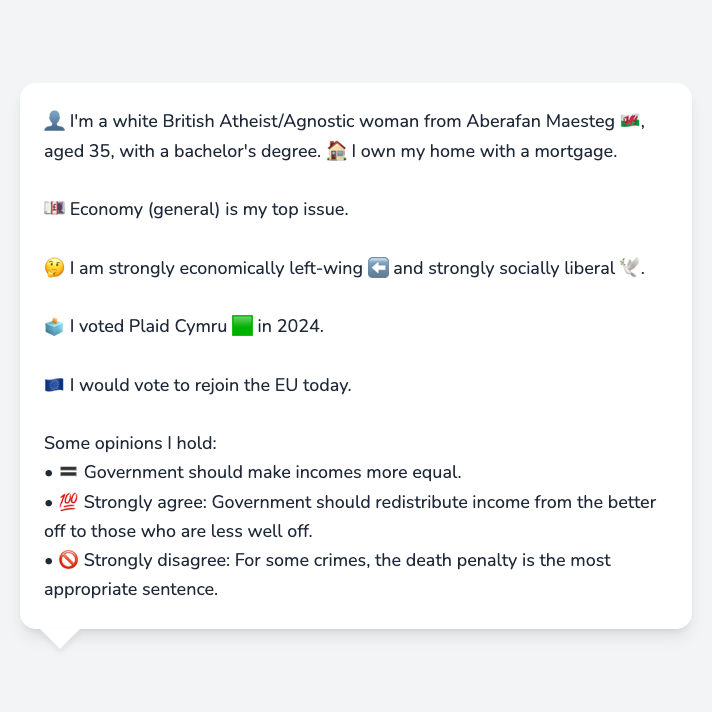 👤 I'm a white British Atheist/Agnostic woman from Aberafan Maesteg 🏴󠁧󠁢󠁷󠁬󠁳󠁿,
aged 35, with a bachelor's degree. 🏠 I own my home with a mortgage.
💷 Economy (general) is my top issue.
🤔 I am strongly economically left-wing ⬅️ and strongly socially liberal 🕊️.
🗳️ I voted Plaid Cymru 🟩 in 2024.
🇪🇺 I would vote to rejoin the EU today.
Some opinions I hold:
• 🟰 Government should make incomes more equal.
• 💯 Strongly agree: Government should redistribute income from the better
off to those who are less well off.
• 🚫 Strongly disagree: For some crimes, the death penalty is the most
appropriate sentence.